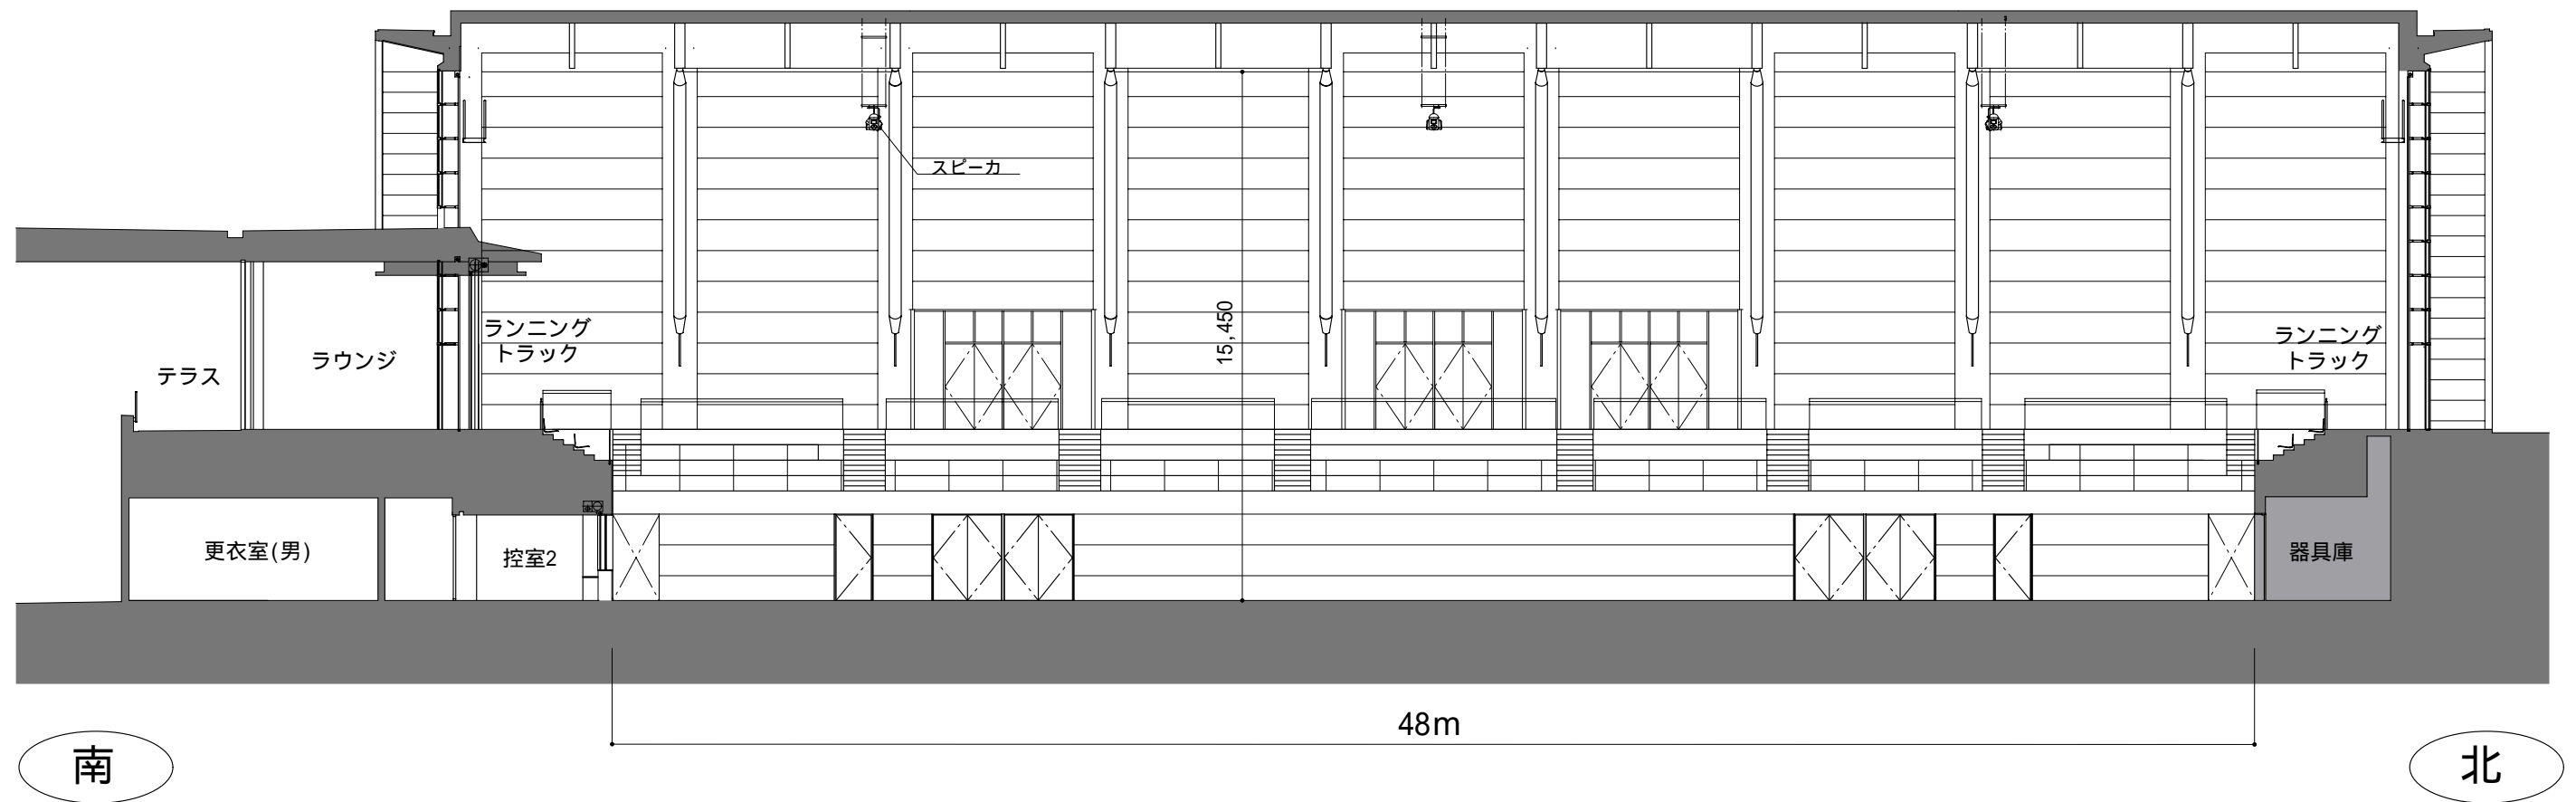 スピーカ
15,450
ランニング
トラック
ランニング
トラック
ラウンジ
テラス
更衣室(男)
控室2
器具庫
48m
南
北